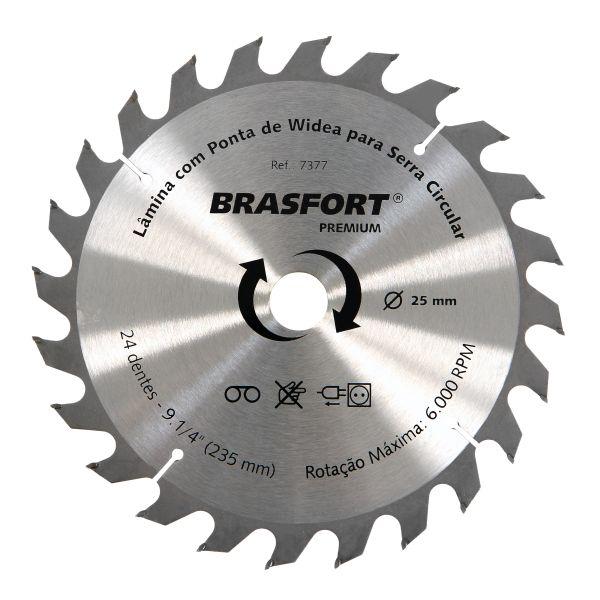 Lâmina com Ponta de Widea para Serra Circular
Ref.: 7377
BRASFORT®
PREMIUM
Ø 25 mm
24 dentes - 9.1/4" (235 mm)
Rotação Máxima: 6.000 RPM